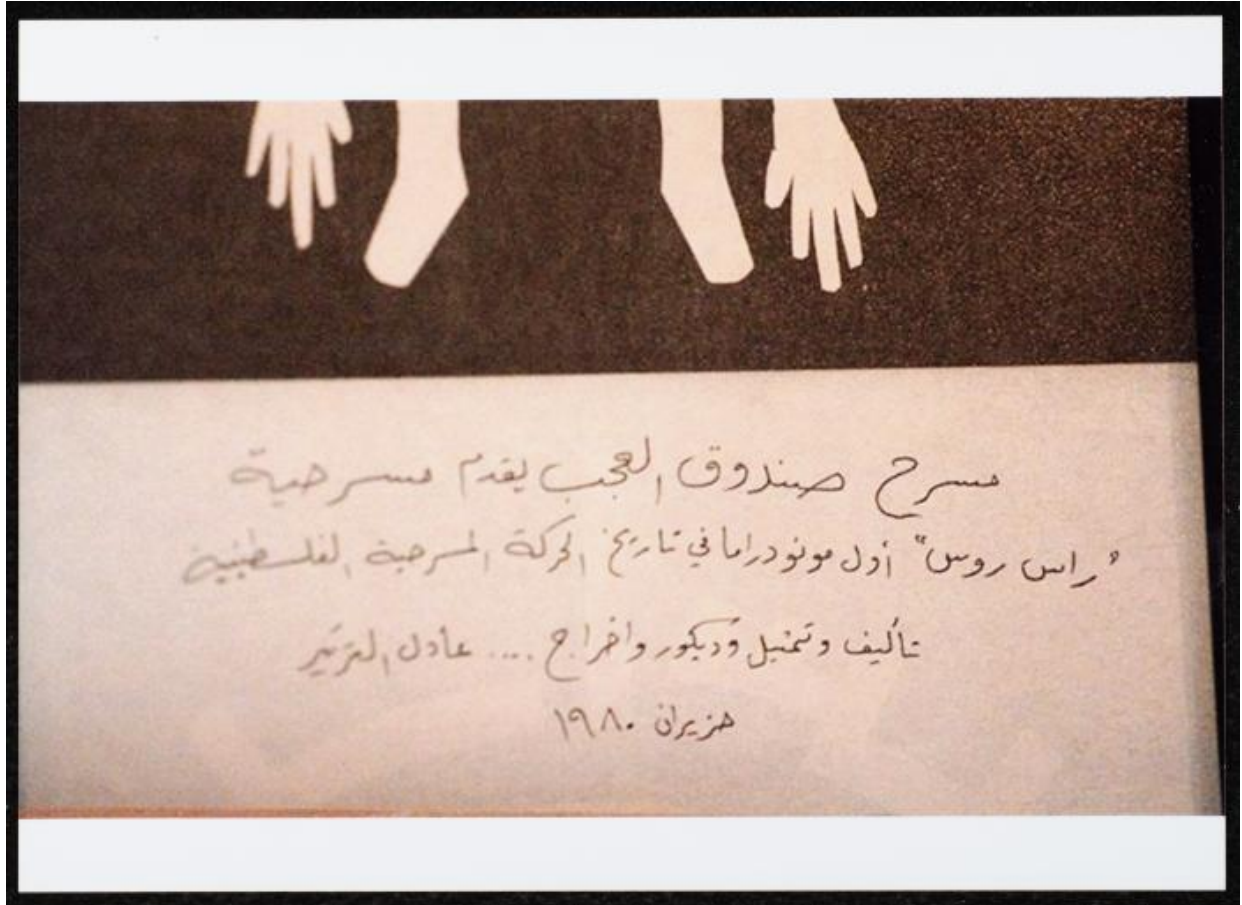 مسرح صندوق العجب يقدم مسرحية
"راس روس" أول مونودراما في تاريخ الحركة المسرحية الفلسطينية
تأليف وتمثيل وديكور واخراج .... عادل الترتير
حزيران ١٩٨٠